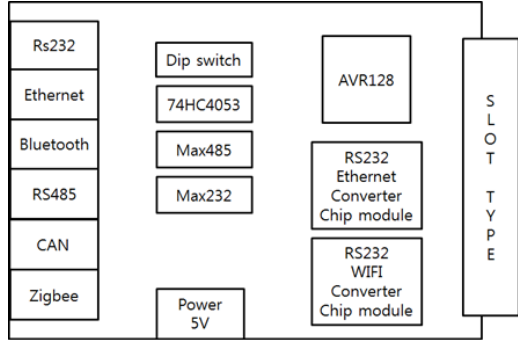 Rs232
Ethernet
Bluetooth
RS485
CAN
Zigbee
Dip switch
74HC4053
Max485
Max232
Power
5V
AVR128
RS232
Ethernet
Converter
Chip module
RS232
WIFI
Converter
Chip module
S
L
O
T
T
Y
P
E